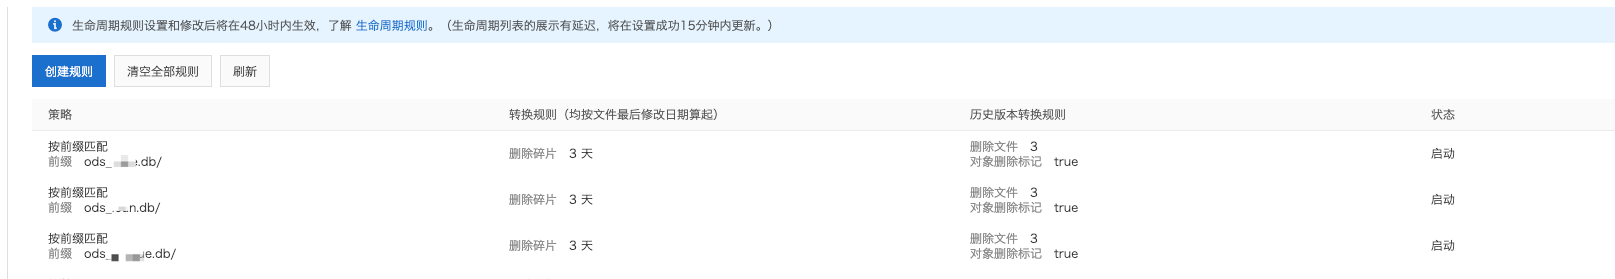 生命周期规则设置和修改后将在48小时内生效，了解 生命周期规则。（生命周期列表的展示有延迟，将在设置成功15分钟内更新。）
创建规则 清空全部规则 刷新
策略 转换规则（均按文件最后修改日期算起） 历史版本转换规则 状态
按前缀匹配
前缀 ods_ e.db/
删除碎片 3 天
删除文件 3
对象删除标记 true
启动
按前缀匹配
前缀 ods_ n.db/
删除碎片 3 天
删除文件 3
对象删除标记 true
启动
按前缀匹配
前缀 ods_ e.db/
删除碎片 3 天
删除文件 3
对象删除标记 true
启动